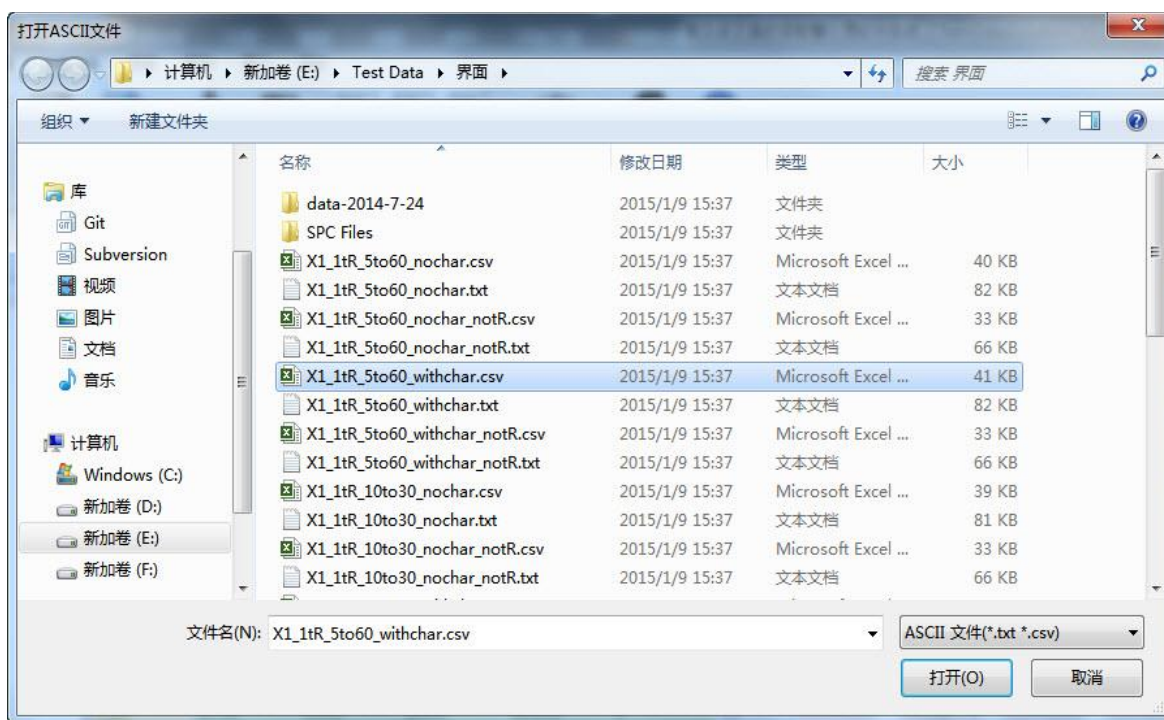 打开ASCII文件
计算机 新加卷 (E:) Test Data 界面 搜索 界面
组织 新建文件夹
名称 修改日期 类型 大小
库
Git
Subversion
视频
图片
文档
音乐
计算机
Windows (C:)
新加卷 (D:)
新加卷 (E:)
新加卷 (F:)
data-2014-7-24 2015/1/9 15:37 文件夹
SPC Files 2015/1/9 15:37 文件夹
X1_1tR_5to60_nochar.csv 2015/1/9 15:37 Microsoft Excel ... 40 KB
X1_1tR_5to60_nochar.txt 2015/1/9 15:37 文本文档 82 KB
X1_1tR_5to60_nochar_notR.csv 2015/1/9 15:37 Microsoft Excel ... 33 KB
X1_1tR_5to60_nochar_notR.txt 2015/1/9 15:37 文本文档 66 KB
X1_1tR_5to60_withchar.csv 2015/1/9 15:37 Microsoft Excel ... 41 KB
X1_1tR_5to60_withchar.txt 2015/1/9 15:37 文本文档 82 KB
X1_1tR_5to60_withchar_notR.csv 2015/1/9 15:37 Microsoft Excel ... 33 KB
X1_1tR_5to60_withchar_notR.txt 2015/1/9 15:37 文本文档 66 KB
X1_1tR_10to30_nochar.csv 2015/1/9 15:37 Microsoft Excel ... 39 KB
X1_1tR_10to30_nochar.txt 2015/1/9 15:37 文本文档 81 KB
X1_1tR_10to30_nochar_notR.csv 2015/1/9 15:37 Microsoft Excel ... 33 KB
X1_1tR_10to30_nochar_notR.txt 2015/1/9 15:37 文本文档 66 KB
文件名(N): X1_1tR_5to60_withchar.csv ASCII 文件(*.txt *.csv)
打开(O) 取消